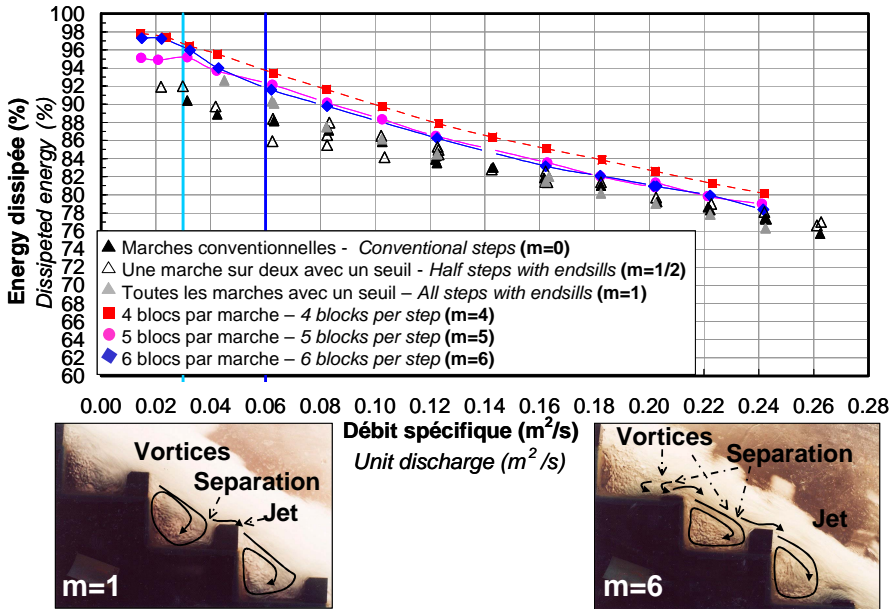 100
98
96
94
92
90
88
86
84
82
80
78
76
74
72
70
68
66
64
62
60
Energy dissipée (%)
Dissipeted energy (%)
Marches conventionnelles - Conventional steps (m=0)
Une marche sur deux avec un seuil - Half steps with endsills (m=1/2)
Toutes les marches avec un seuil – All steps with endsills (m=1)
4 blocs par marche – 4 blocks per step (m=4)
5 blocs par marche – 5 blocks per step (m=5)
6 blocs par marche – 6 blocks per step (m=6)
0.00 0.02 0.04 0.06 0.08 0.10 0.12 0.14 0.16 0.18 0.20 0.22 0.24 0.26 0.28
Débit spécifique (m²/s)
Unit discharge (m² /s)
Vortices
Separation
Jet
m=1
Vortices
Separation
Jet
m=6